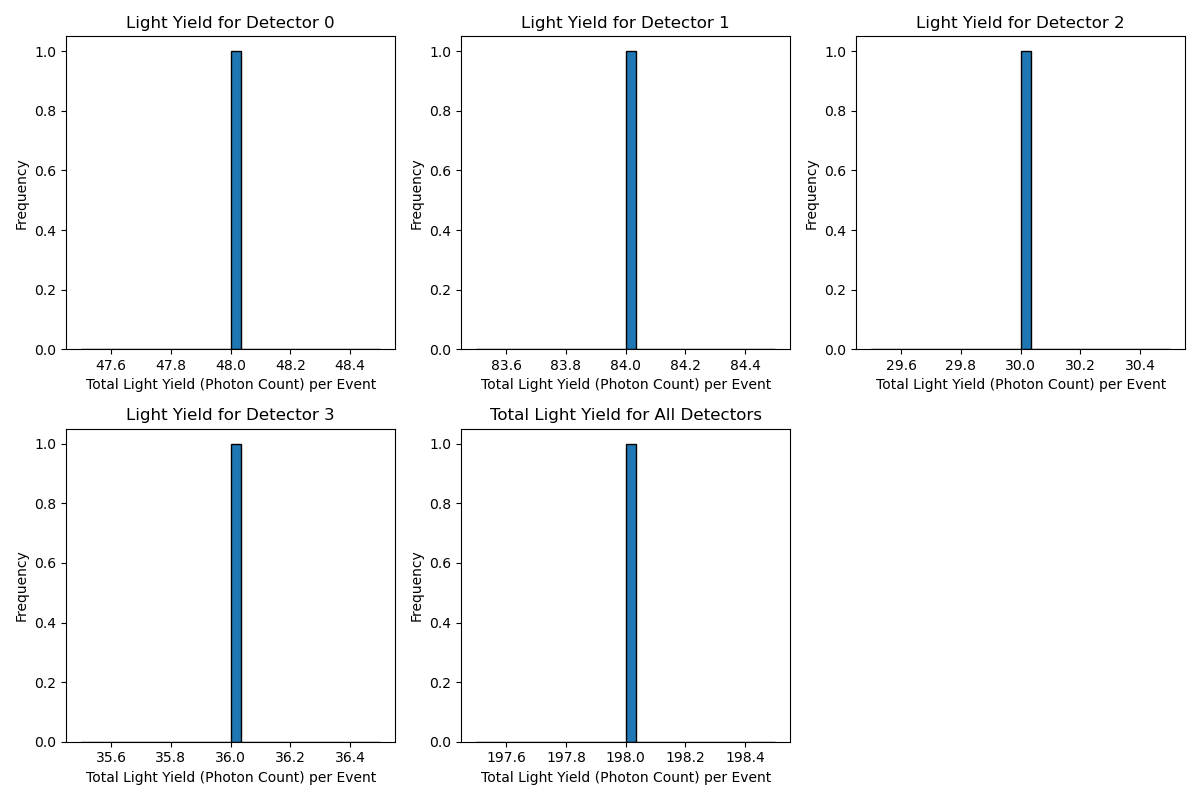 Light Yield for Detector 0
1.0
0.8
0.6
0.4
0.2
0.0
Frequency
47.6 47.8 48.0 48.2 48.4
Total Light Yield (Photon Count) per Event
Light Yield for Detector 1
1.0
0.8
0.6
0.4
0.2
0.0
Frequency
83.6 83.8 84.0 84.2 84.4
Total Light Yield (Photon Count) per Event
Light Yield for Detector 2
1.0
0.8
0.6
0.4
0.2
0.0
Frequency
29.6 29.8 30.0 30.2 30.4
Total Light Yield (Photon Count) per Event
Light Yield for Detector 3
1.0
0.8
0.6
0.4
0.2
0.0
Frequency
35.6 35.8 36.0 36.2 36.4
Total Light Yield (Photon Count) per Event
Total Light Yield for All Detectors
1.0
0.8
0.6
0.4
0.2
0.0
Frequency
197.6 197.8 198.0 198.2 198.4
Total Light Yield (Photon Count) per Event